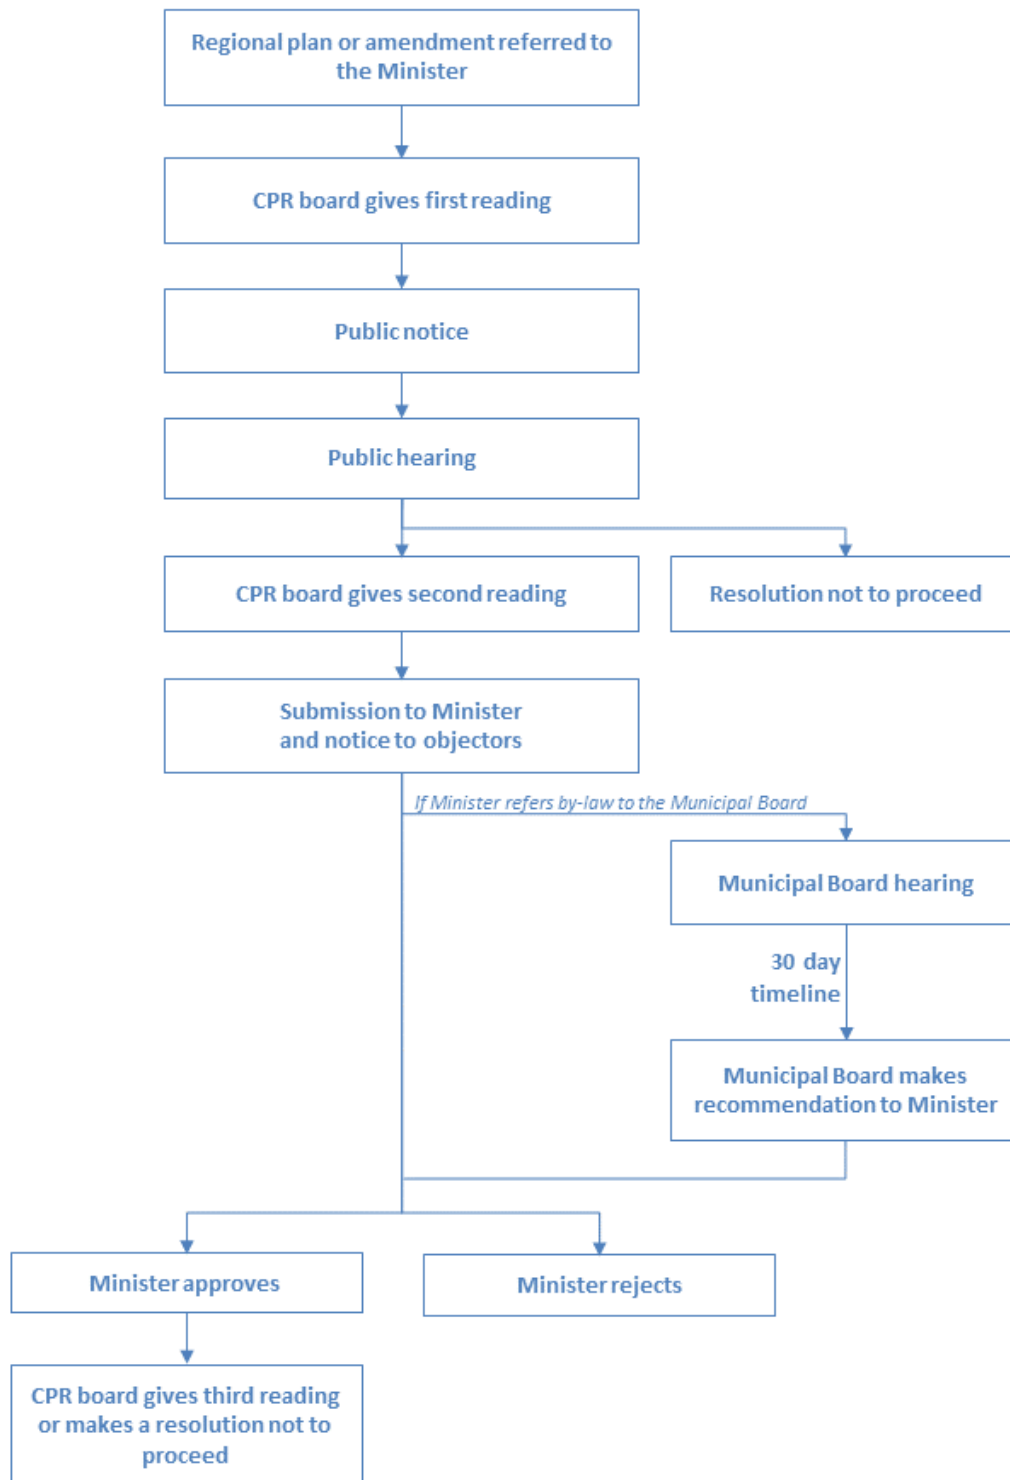 Regional plan or amendment referred to
the Minister
CPR board gives first reading
Public notice
Public hearing
CPR board gives second reading
Resolution not to proceed
Submission to Minister
and notice to objectors
If Minister refers by-law to the Municipal Board
Municipal Board hearing
30 day
timeline
Municipal Board makes
recommendation to Minister
Minister approves
Minister rejects
CPR board gives third reading
or makes a resolution not to
proceed